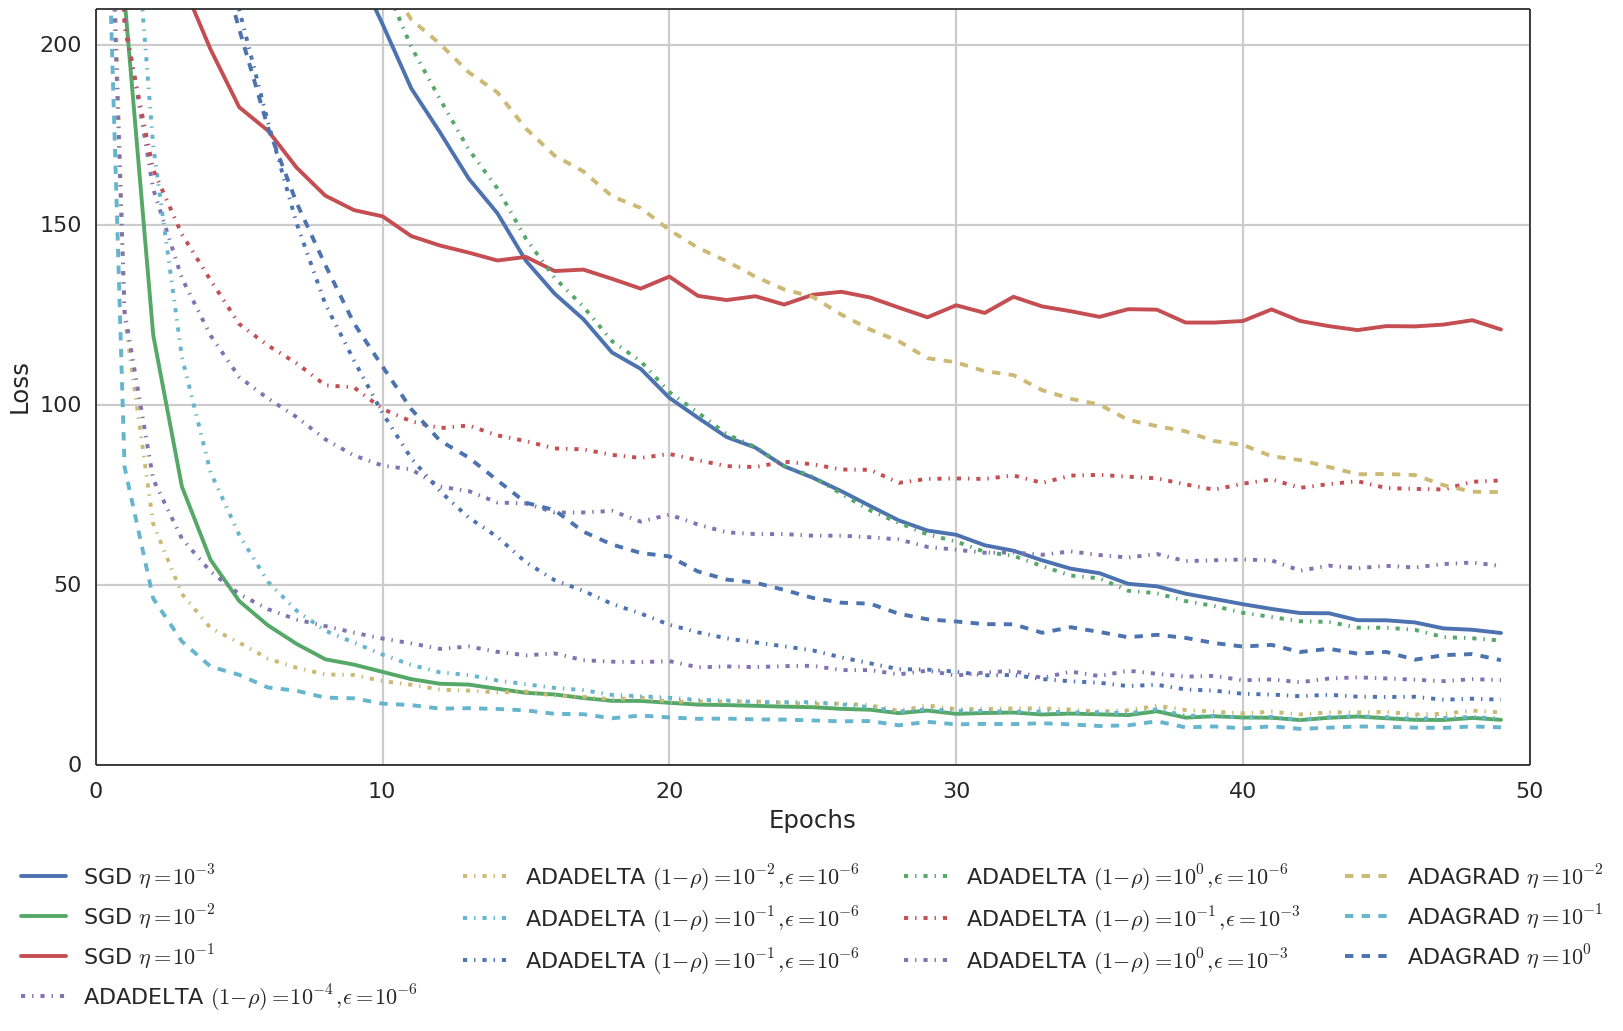 200
150
100
50
0
Loss
0 10 20 30 40 50
Epochs
SGD η=10⁻³
SGD η=10⁻²
SGD η=10⁻¹
ADADELTA (1−ρ)=10⁻⁴,ϵ=10⁻⁶
ADADELTA (1−ρ)=10⁻²,ϵ=10⁻⁶
ADADELTA (1−ρ)=10⁻¹,ϵ=10⁻⁶
ADADELTA (1−ρ)=10⁻¹,ϵ=10⁻⁶
ADADELTA (1−ρ)=10⁰,ϵ=10⁻⁶
ADADELTA (1−ρ)=10⁻¹,ϵ=10⁻³
ADADELTA (1−ρ)=10⁰,ϵ=10⁻³
ADAGRAD η=10⁻²
ADAGRAD η=10⁻¹
ADAGRAD η=10⁰